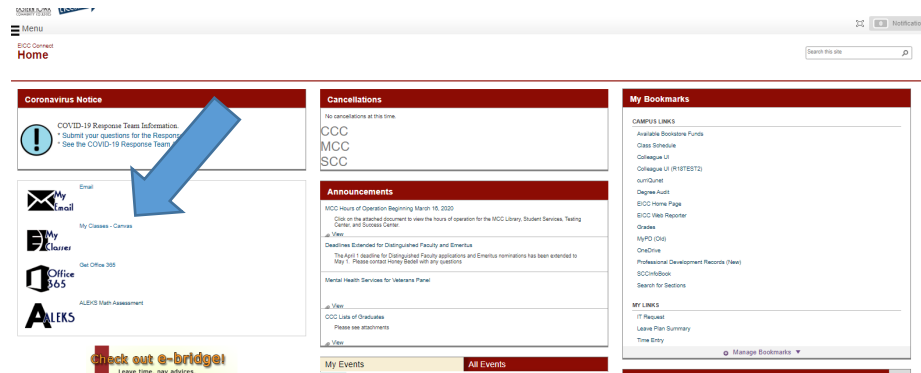 EASTERN IOWA
COMMUNITY COLLEGES
Menu
0 Notificatio
EICC Connect
Home
Search this site
Coronavirus Notice
COVID-19 Response Team Information.
* Submit your questions for the Respons
* See the COVID-19 Response Team
My Email
Email
My Classes
My Classes - Canvas
Office 365
Get Office 365
ALEKS
ALEKS Math Assessment
Check out e-bridge!
Leave time, pay advices
Cancellations
No cancellations at this time.
CCC
MCC
SCC
Announcements
MCC Hours of Operation Beginning March 16, 2020
Click on the attached document to view the hours of operation for the MCC Library, Student Services, Testing
Center, and Success Center.
View
Deadlines Extended for Distinguished Faculty and Emeritus
The April 1 deadline for Distinguished Faculty applications and Emeritus nominations has been extended to
May 1. Please contact Honey Bedell with any questions
Mental Health Services for Veterans Panel
View
CCC Lists of Graduates
Please see attachments
View
My Events
All Events
My Bookmarks
CAMPUS LINKS
Available Bookstore Funds
Class Schedule
Colleague UI
Colleague UI (R18TEST2)
curriQunet
Degree Audit
EICC Home Page
EICC Web Reporter
Grades
MyPD (Old)
OneDrive
Professional Development Records (New)
SCCInfoBook
Search for Sections
MY LINKS
IT Request
Leave Plan Summary
Time Entry
Manage Bookmarks